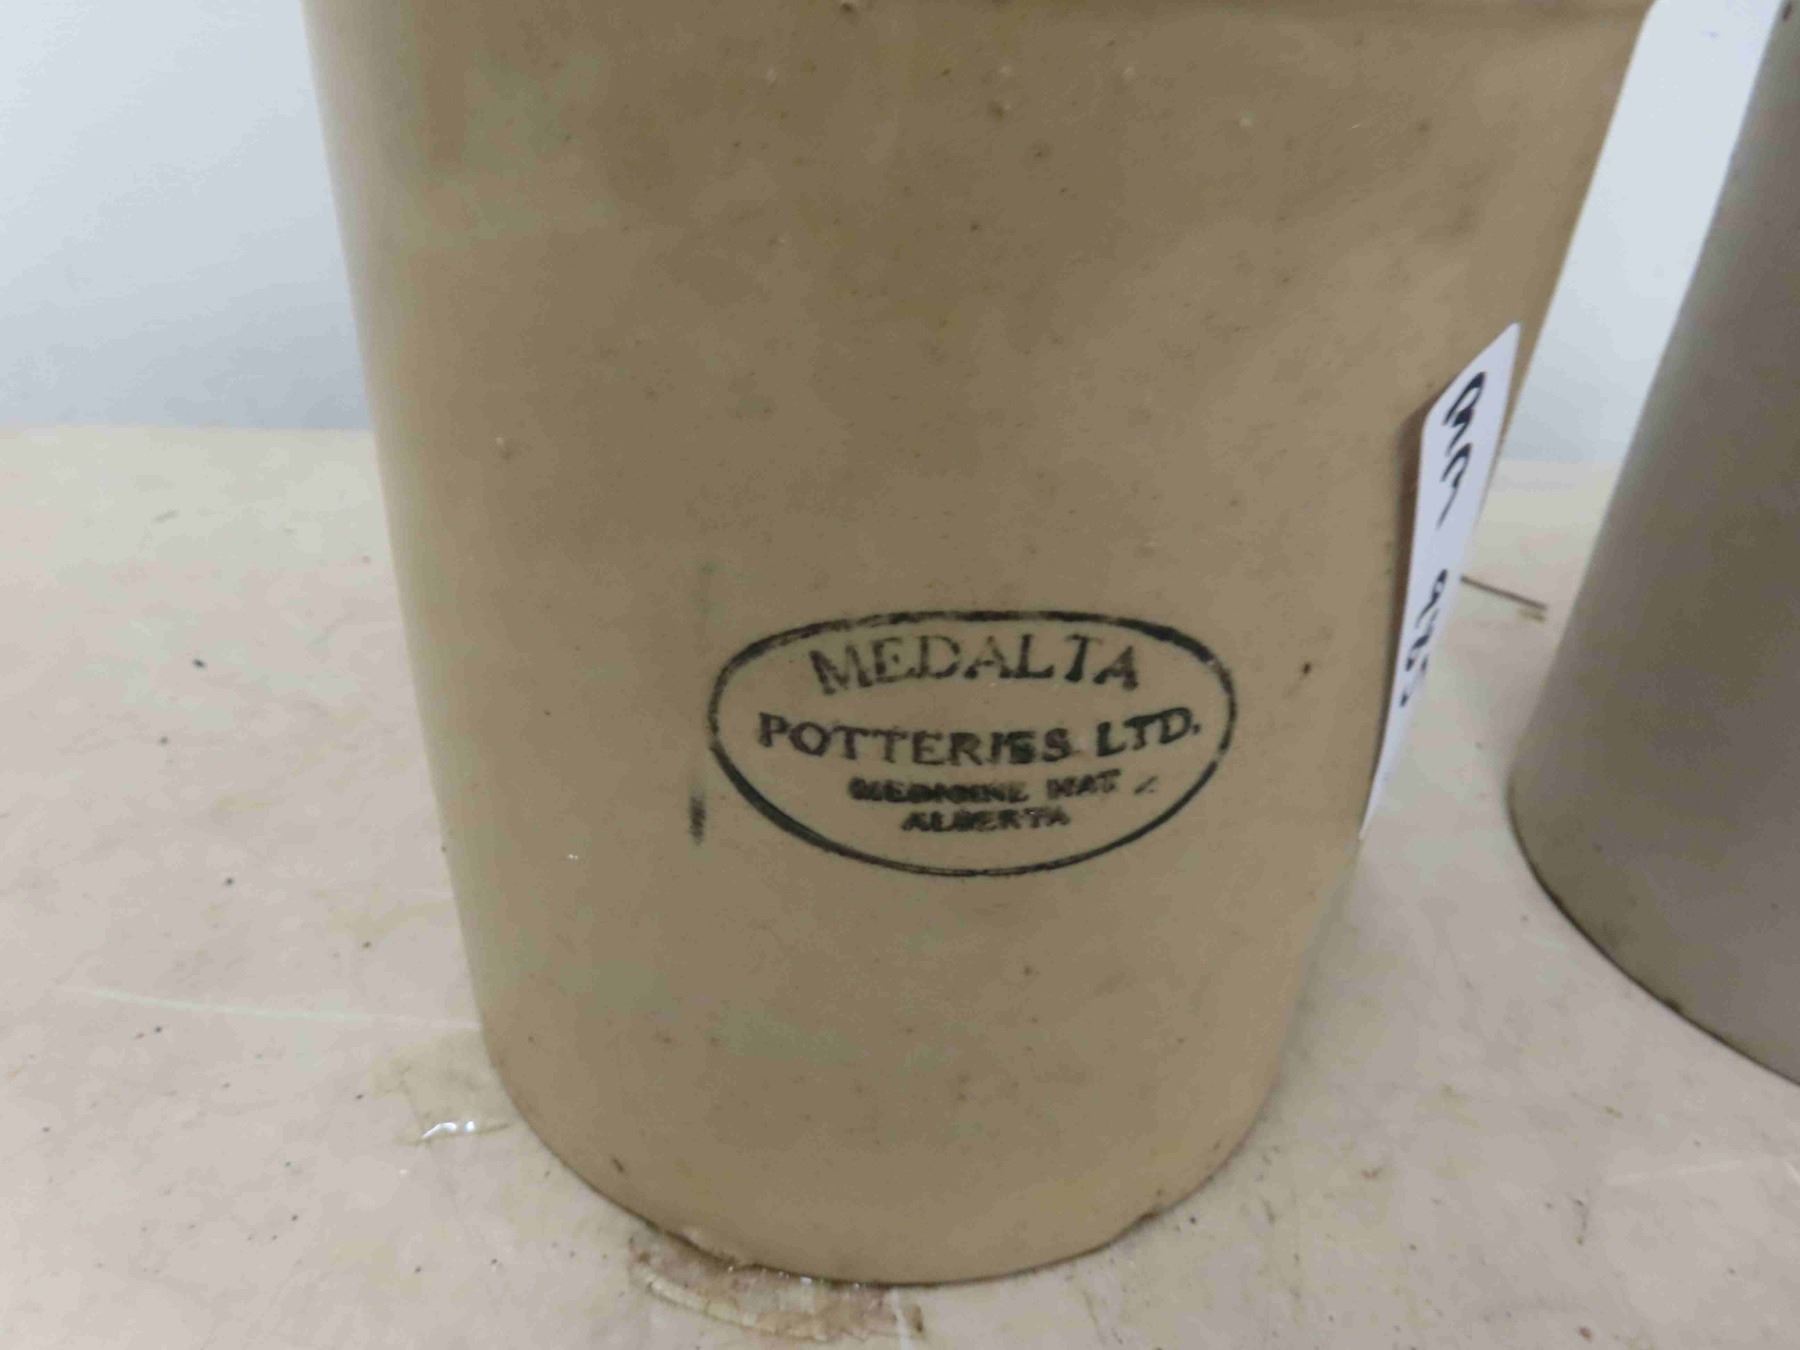 MEDALTA
POTTERIES LTD.
MEDICINE HAT
ALBERTA